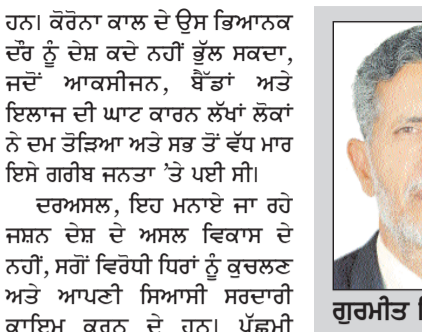 ਹਨ। ਕੋਰੋਨਾ ਕਾਲ ਦੇ ਉਸ ਭਿਆਨਕ
ਦੌਰ ਨੂੰ ਦੇਸ਼ ਕਦੇ ਨਹੀਂ ਭੁੱਲ ਸਕਦਾ,
ਜਦੋਂ ਆਕਸੀਜਨ, ਬੈੱਡਾਂ ਅਤੇ
ਇਲਾਜ ਦੀ ਘਾਟ ਕਾਰਨ ਲੱਖਾਂ ਲੋਕਾਂ
ਨੇ ਦਮ ਤੋੜਿਆ ਅਤੇ ਸਭ ਤੋਂ ਵੱਧ ਮਾਰ
ਇਸੇ ਗਰੀਬ ਜਨਤਾ 'ਤੇ ਪਈ ਸੀ।
ਦਰਅਸਲ, ਇਹ ਮਨਾਏ ਜਾ ਰਹੇ
ਜਸ਼ਨ ਦੇਸ਼ ਦੇ ਅਸਲ ਵਿਕਾਸ ਦੇ
ਨਹੀਂ, ਸਗੋਂ ਵਿਰੋਧੀ ਧਿਰਾਂ ਨੂੰ ਕੁਚਲਣ
ਅਤੇ ਆਪਣੀ ਸਿਆਸੀ ਸਰਦਾਰੀ
ਕਾਇਮ ਕਰਨ ਦੇ ਹਨ। ਪੱਛਮੀ
ਗੁਰਮੀਤ